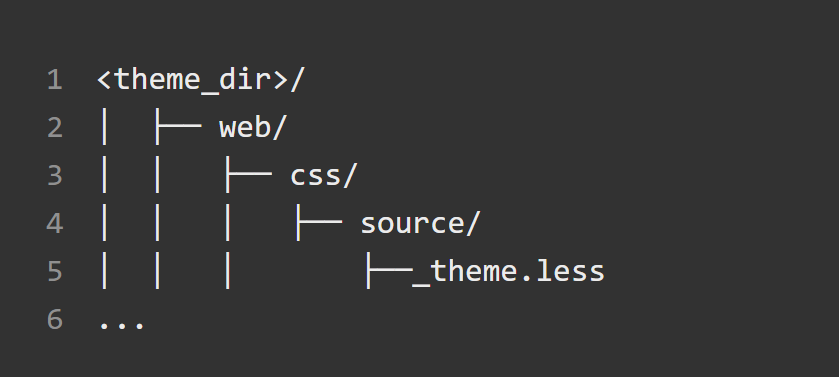 1 <theme_dir>/
2 │  ├── web/
3 │  │   ├── css/
4 │  │   │   ├── source/
5 │  │   │       ├──_theme.less
6 ...